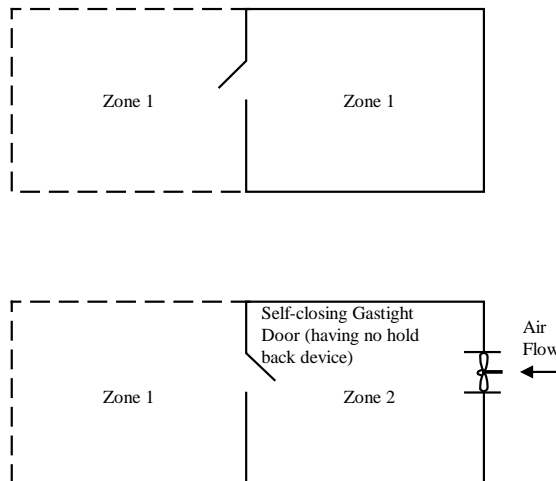 Zone 1
Zone 1
Self-closing Gastight
Door (having no hold
back device)
Air
Flow
Zone 1
Zone 2